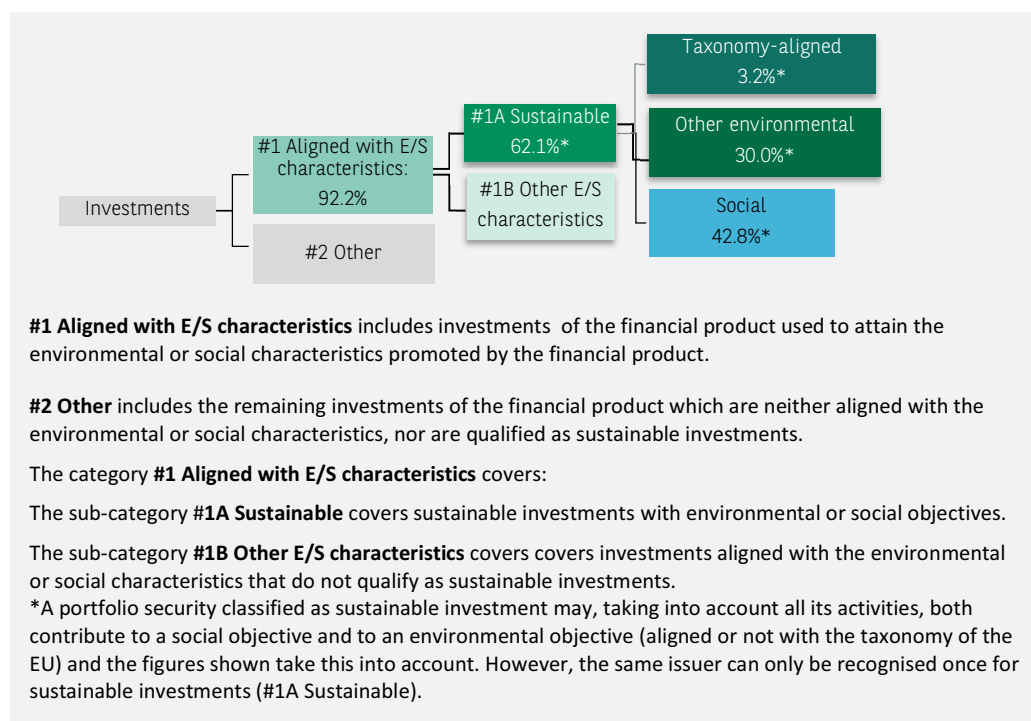 Taxonomy-aligned
3.2%*
#1A Sustainable
62.1%*
Other environmental
30.0%*
#1 Aligned with E/S
characteristics:
92.2%
#1B Other E/S
characteristics
Investments
Social
42.8%*
#2 Other
#1 Aligned with E/S characteristics includes investments of the financial product used to attain the
environmental or social characteristics promoted by the financial product.
#2 Other includes the remaining investments of the financial product which are neither aligned with the
environmental or social characteristics, nor are qualified as sustainable investments.
The category #1 Aligned with E/S characteristics covers:
The sub-category #1A Sustainable covers sustainable investments with environmental or social objectives.
The sub-category #1B Other E/S characteristics covers covers investments aligned with the environmental
or social characteristics that do not qualify as sustainable investments.
*A portfolio security classified as sustainable investment may, taking into account all its activities, both
contribute to a social objective and to an environmental objective (aligned or not with the taxonomy of the
EU) and the figures shown take this into account. However, the same issuer can only be recognised once for
sustainable investments (#1A Sustainable).